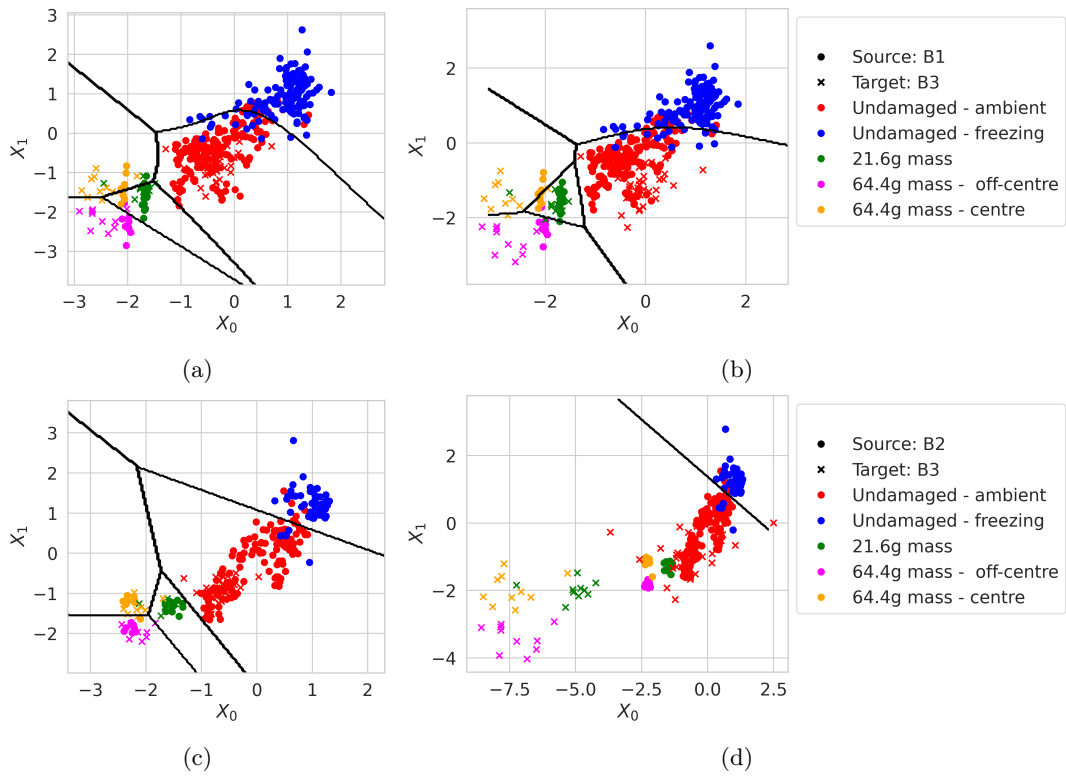 3
2
1
0
−1
−2
−3
X1
−3 −2 −1 0 1 2
X0
(a)
2
0
−2
X1
−2 0 2
X0
(b)
Source: B1
Target: B3
Undamaged - ambient
Undamaged - freezing
21.6g mass
64.4g mass - off-centre
64.4g mass - centre
3
2
1
0
−1
−2
X1
−3 −2 −1 0 1 2
X0
(c)
2
0
−2
−4
X1
−7.5 −5.0 −2.5 0.0 2.5
X0
(d)
Source: B2
Target: B3
Undamaged - ambient
Undamaged - freezing
21.6g mass
64.4g mass - off-centre
64.4g mass - centre